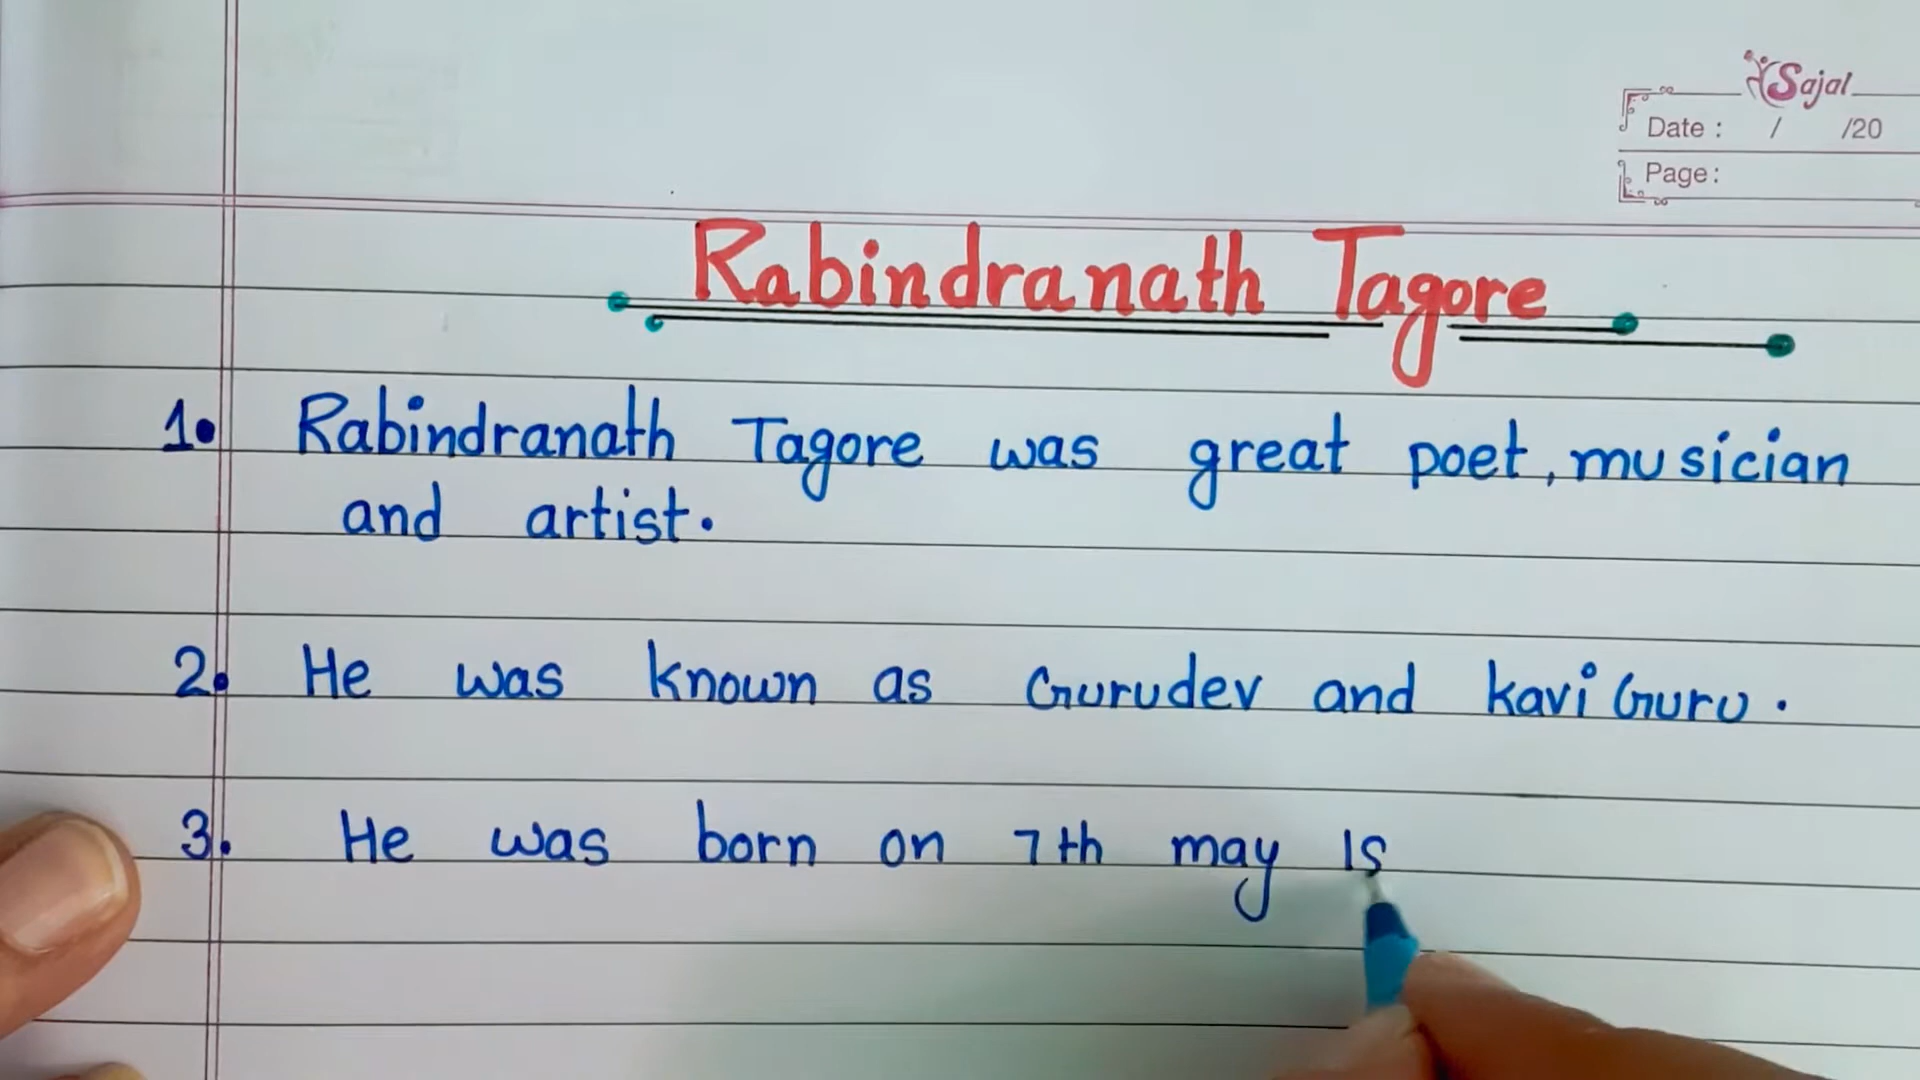 Sajal
Date : / /20
Page :
Rabindranath Tagore
1. Rabindranath Tagore was great poet, musician
and artist.
2. He was known as Gurudev and kavi Guru.
3. He was born on 7th may 1